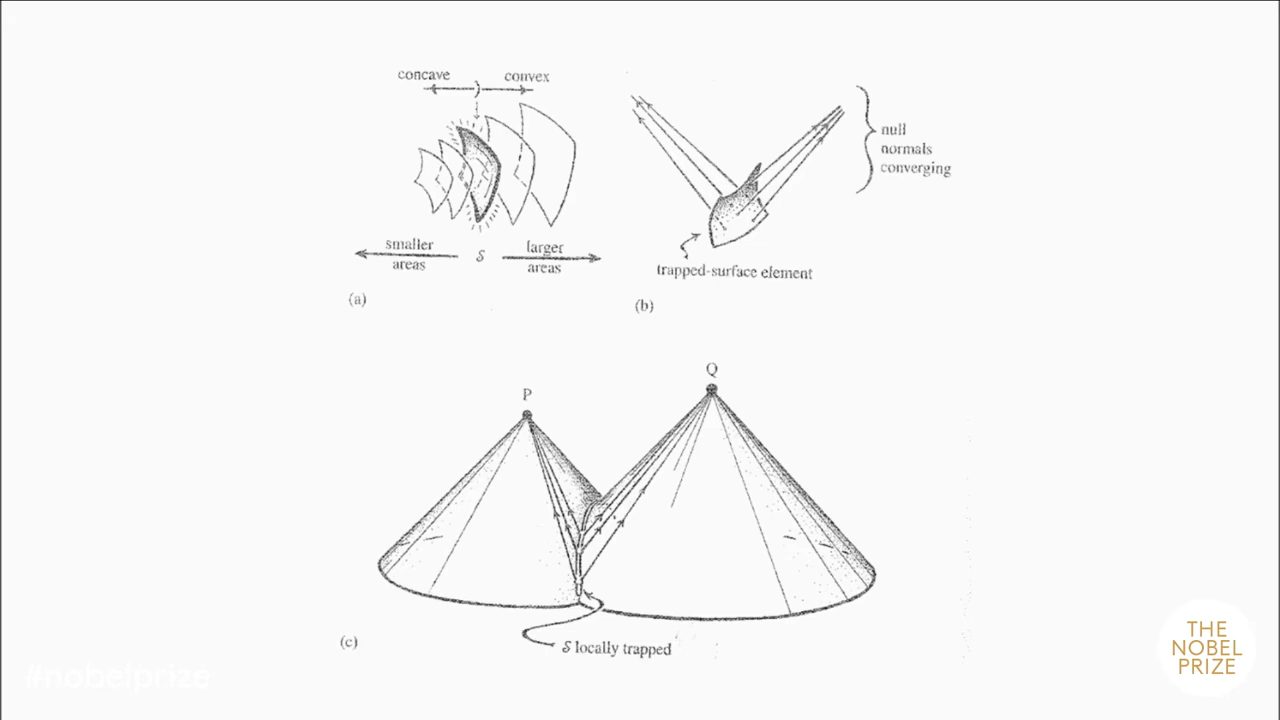 concave convex
smaller areas
S
larger areas
(a)
null
normals
converging
trapped-surface element
(b)
P
Q
S locally trapped
(c)
#nobelprize
THE
NOBEL
PRIZE